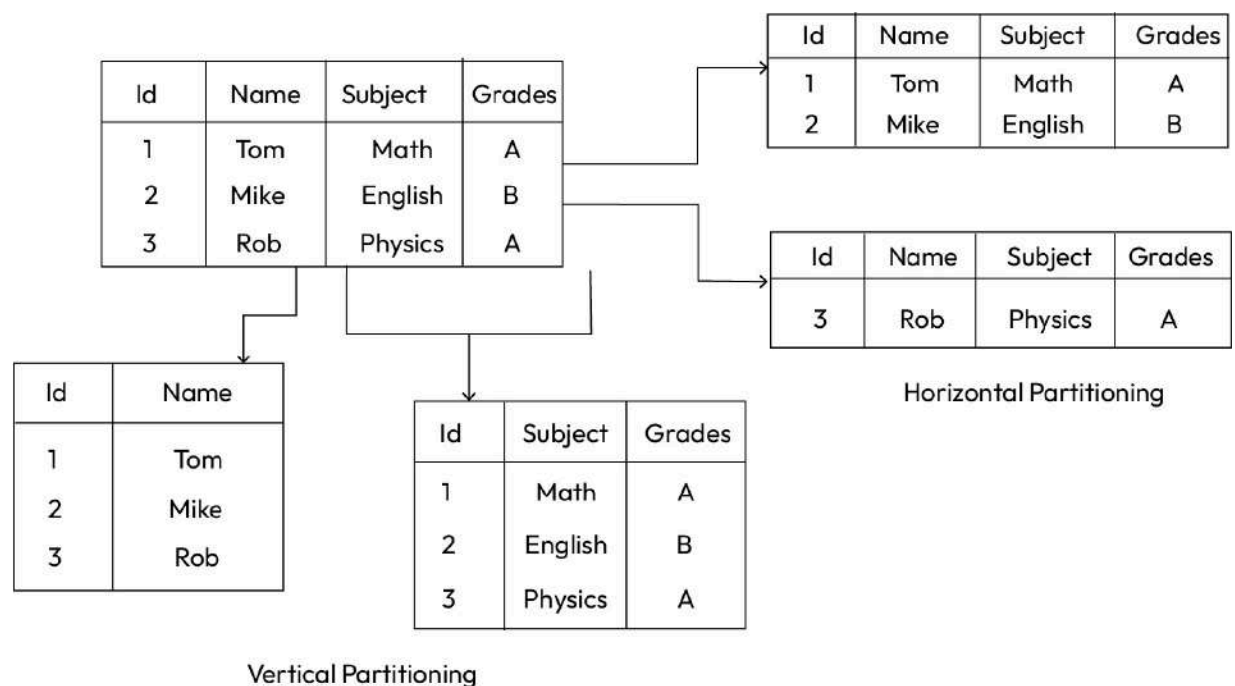 Id Name Subject Grades
1 Tom Math A
2 Mike English B
3 Rob Physics A
Id Name Subject Grades
1 Tom Math A
2 Mike English B
Id Name Subject Grades
3 Rob Physics A
Horizontal Partitioning
Id Name
1 Tom
2 Mike
3 Rob
Id Subject Grades
1 Math A
2 English B
3 Physics A
Vertical Partitioning